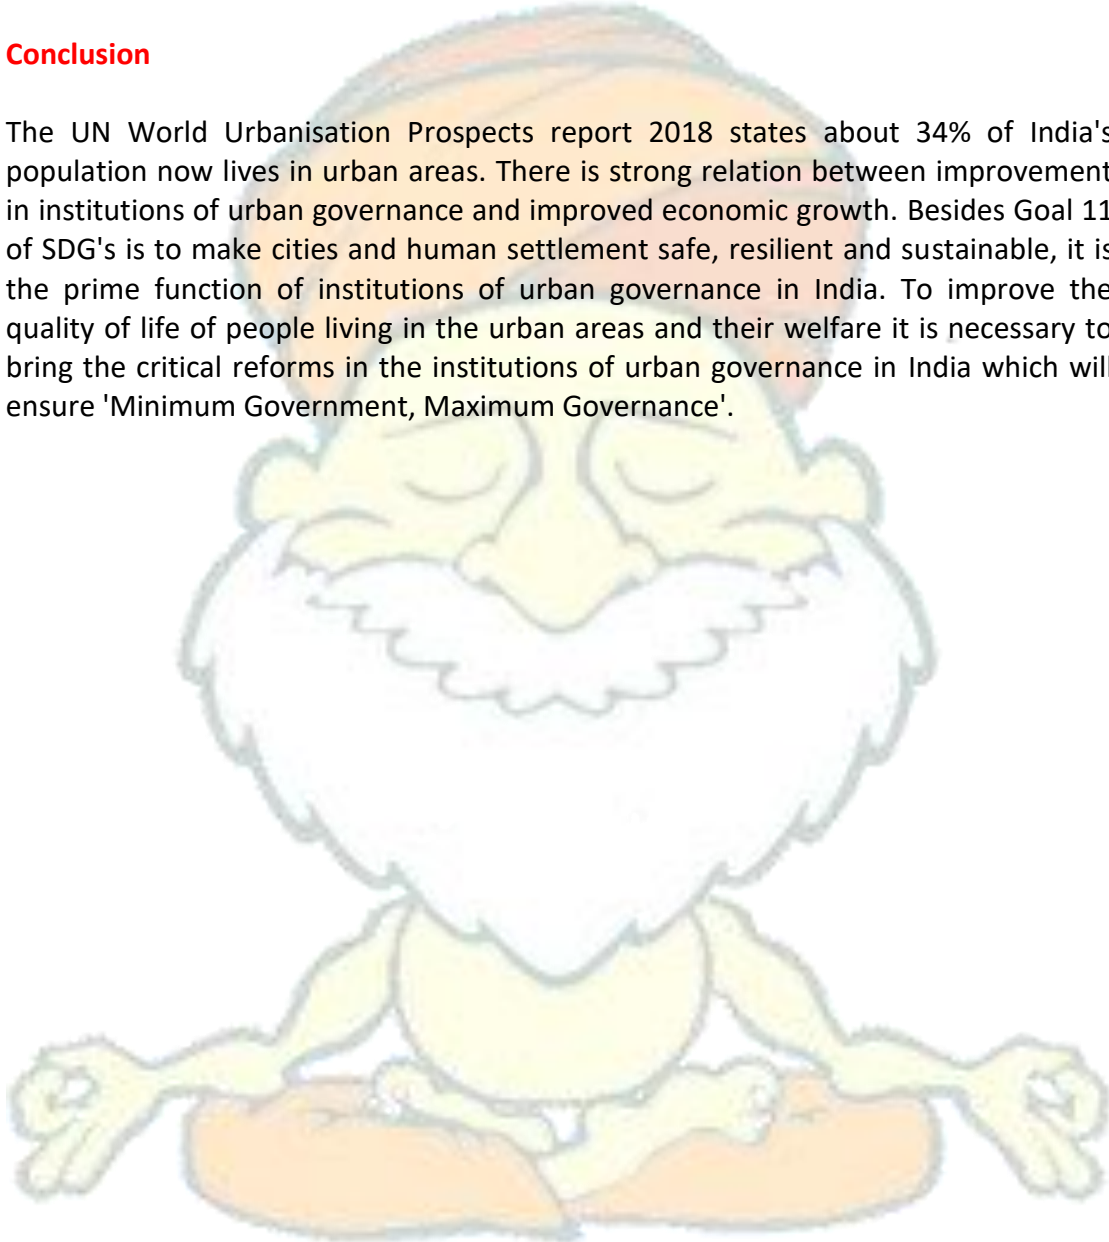 Conclusion
The UN World Urbanisation Prospects report 2018 states about 34% of India's
population now lives in urban areas. There is strong relation between improvement
in institutions of urban governance and improved economic growth. Besides Goal 11
of SDG's is to make cities and human settlement safe, resilient and sustainable, it is
the prime function of institutions of urban governance in India. To improve the
quality of life of people living in the urban areas and their welfare it is necessary to
bring the critical reforms in the institutions of urban governance in India which will
ensure 'Minimum Government, Maximum Governance'.